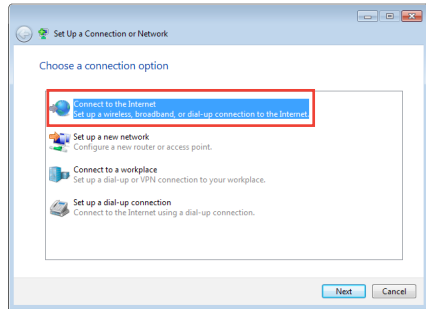 Set Up a Connection or Network
Choose a connection option
Connect to the Internet
Set up a wireless, broadband, or dial-up connection to the Internet.
Set up a new network
Configure a new router or access point.
Connect to a workplace
Set up a dial-up or VPN connection to your workplace.
Set up a dial-up connection
Connect to the Internet using a dial-up connection.
Next Cancel